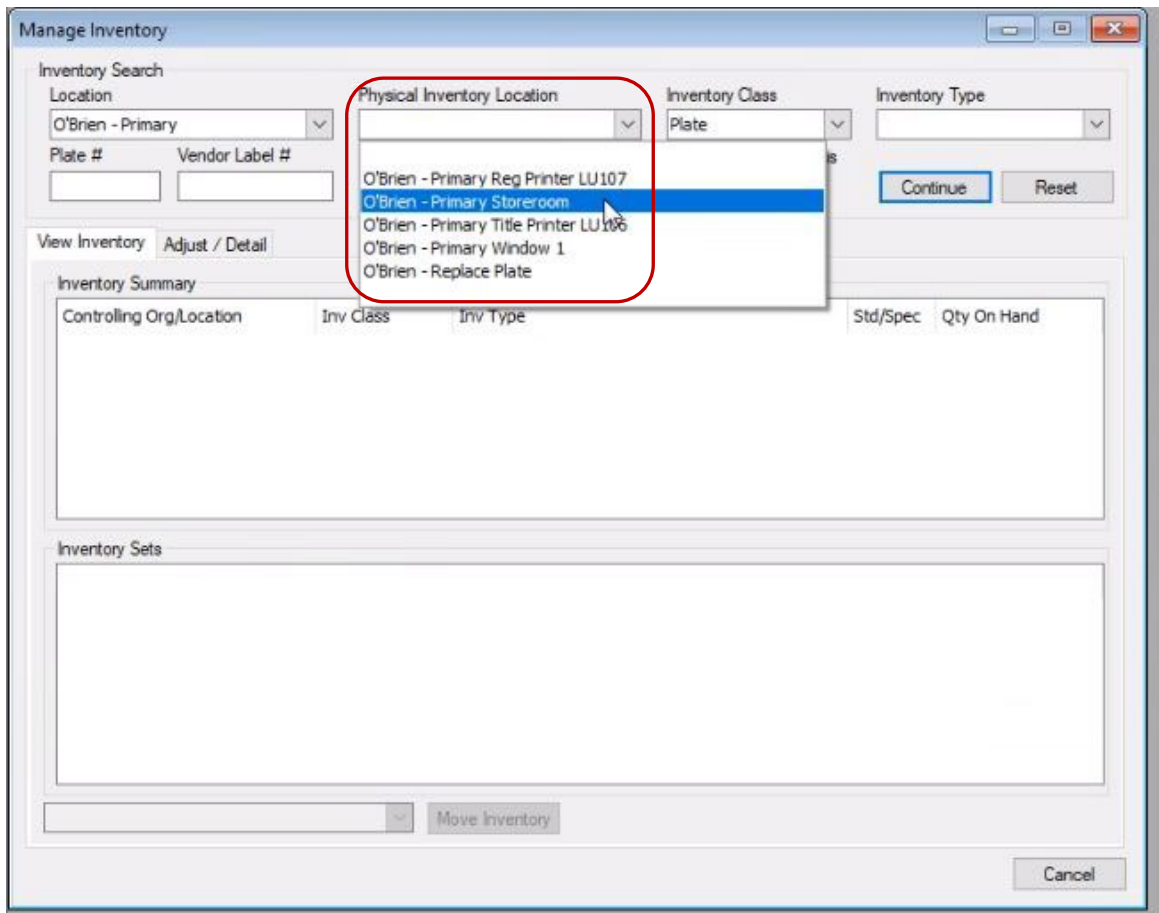 Manage Inventory
Inventory Search
Location
Physical Inventory Location
Inventory Class
Inventory Type
O'Brien - Primary
Plate
Plate #
Vendor Label #
O'Brien - Primary Reg Printer LU107
O'Brien - Primary Storeroom
O'Brien - Primary Title Printer
O'Brien - Primary Window 1
O'Brien - Replace Plate
Continue
Reset
View Inventory
Adjust / Detail
Inventory Summary
Controlling Org/Location
Inv Class
Inv Type
Std/Spec
Qty On Hand
Inventory Sets
Move Inventory
Cancel